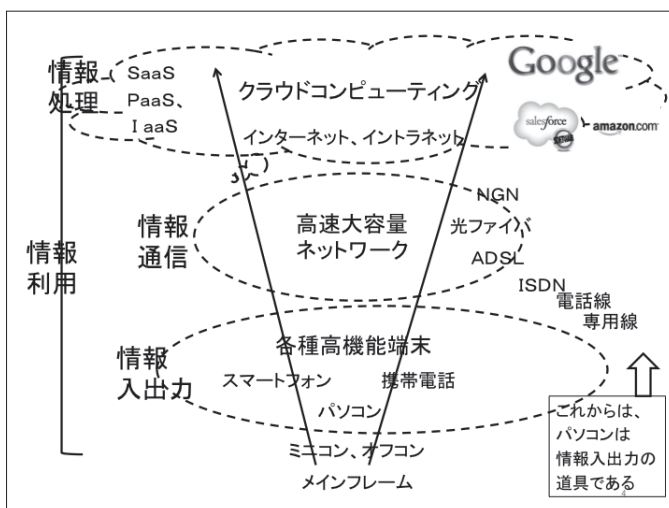 情報
処理
SaaS
PaaS、
IaaS
クラウドコンピューティング
インターネット、イントラネット
Google
salesforce
amazon.com
情報
利用
情報
通信
高速大容量
ネットワーク
NGN
光ファイバ
ADSL
ISDN
電話線
専用線
情報
入出力
各種高機能端末
スマートフォン
携帯電話
パソコン
ミニコン、オフコン
メインフレーム
これからは、
パソコンは
情報入出力の
道具である
4